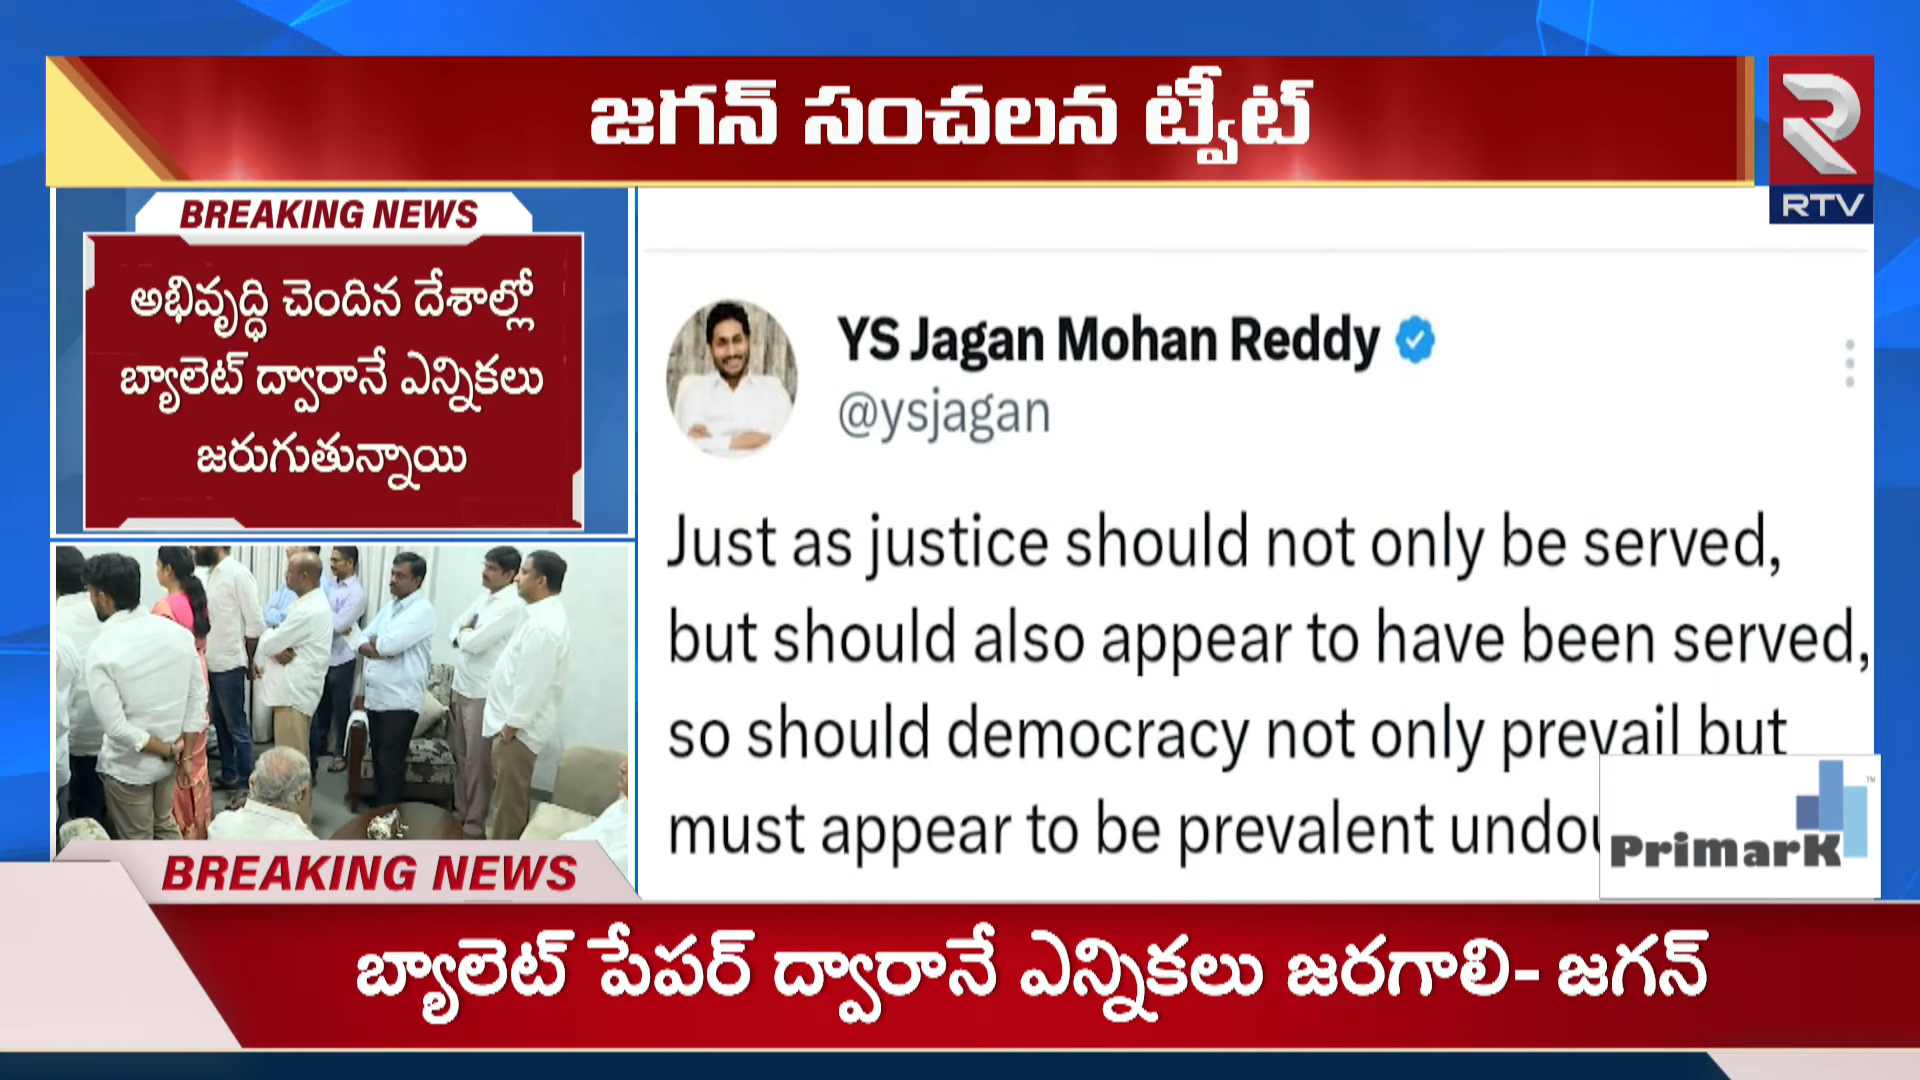 జగన్ సంచలన ట్వీట్
RTV
BREAKING NEWS
అభివృద్ధి చెందిన దేశాల్లో
బ్యాలెట్ ద్వారానే ఎన్నికలు
జరుగుతున్నాయి
YS Jagan Mohan Reddy
@ysjagan
Just as justice should not only be served,
but should also appear to have been served,
so should democracy not only prevail but
must appear to be prevalent
PrimarK
BREAKING NEWS
బ్యాలెట్ పేపర్ ద్వారానే ఎన్నికలు జరగాలి- జగన్